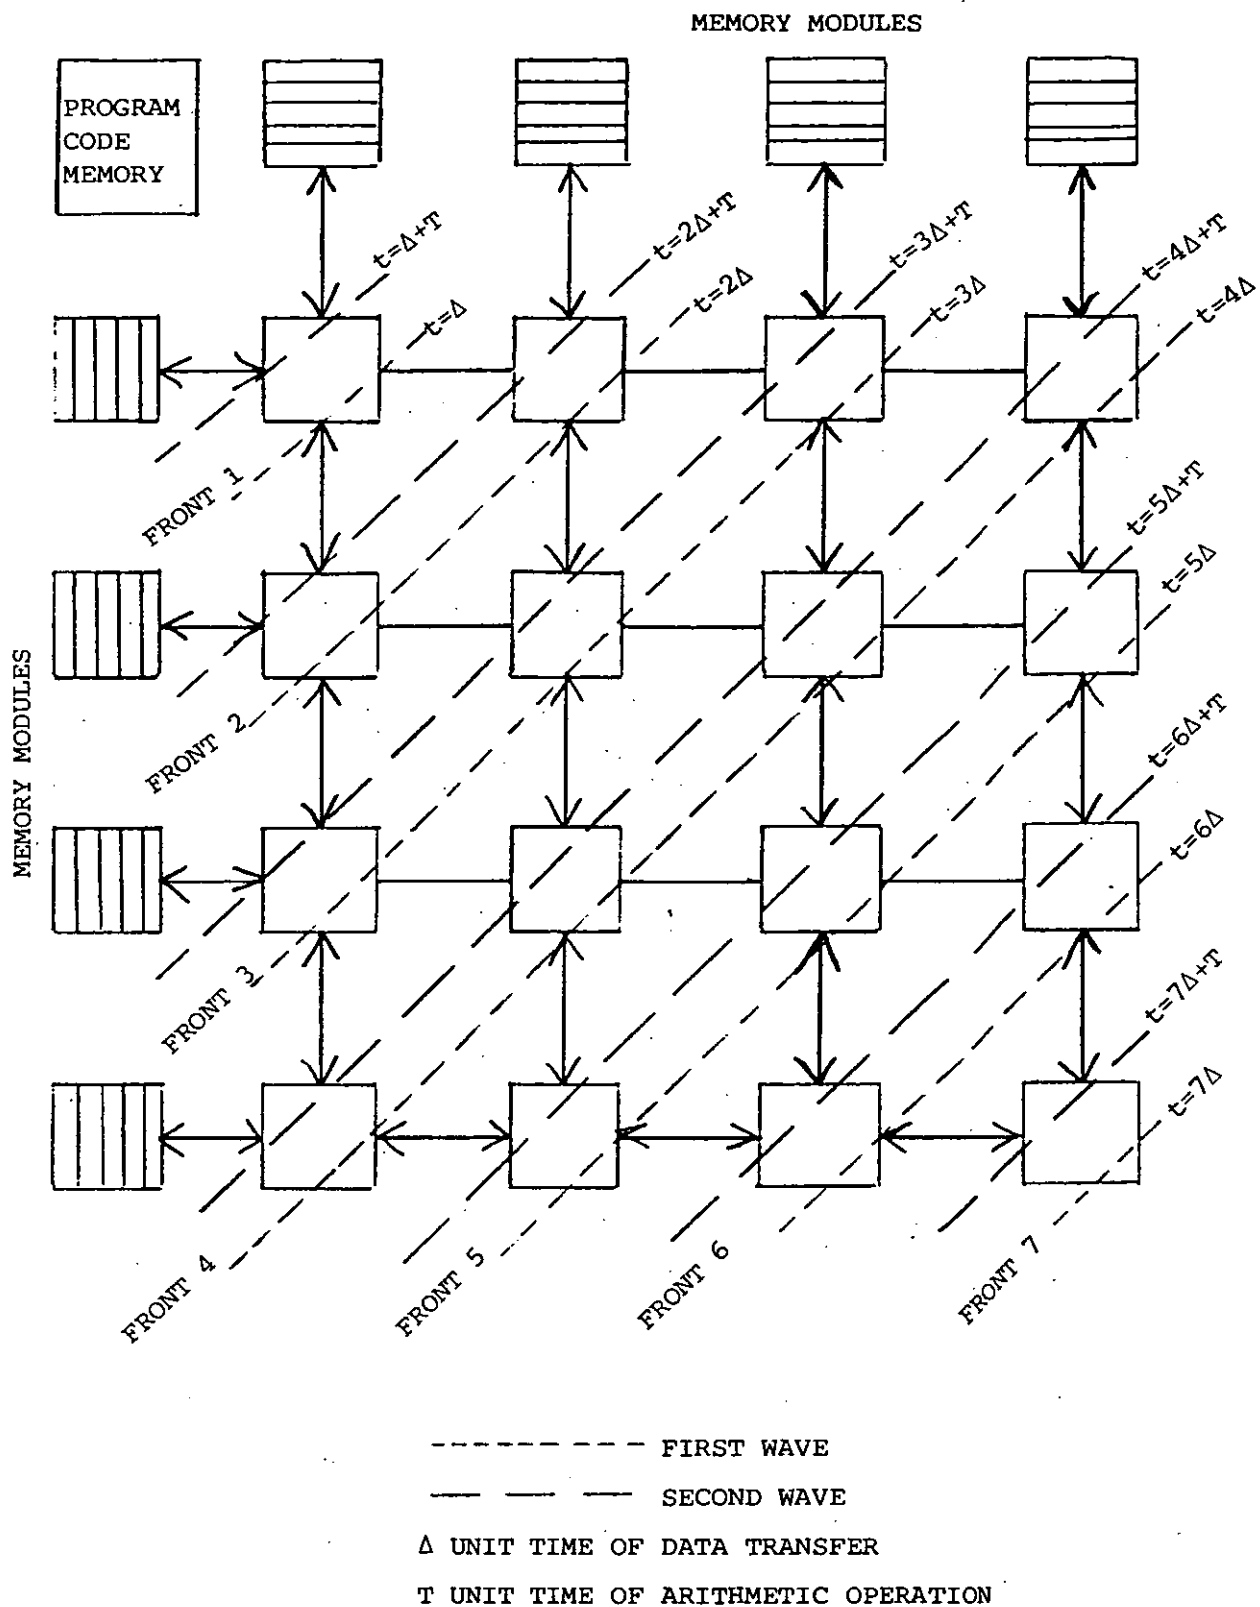 MEMORY MODULES
PROGRAM
CODE
MEMORY
t=Δ+T
t=2Δ+T
t=3Δ+T
t=4Δ+T
t=Δ
t=2Δ
t=3Δ
t=4Δ
FRONT 1
t=5Δ+T
t=5Δ
MEMORY MODULES
FRONT 2
t=6Δ+T
t=6Δ
FRONT 3
t=7Δ+T
t=7Δ
FRONT 4
FRONT 5
FRONT 6
FRONT 7
FIRST WAVE
SECOND WAVE
Δ UNIT TIME OF DATA TRANSFER
T UNIT TIME OF ARITHMETIC OPERATION